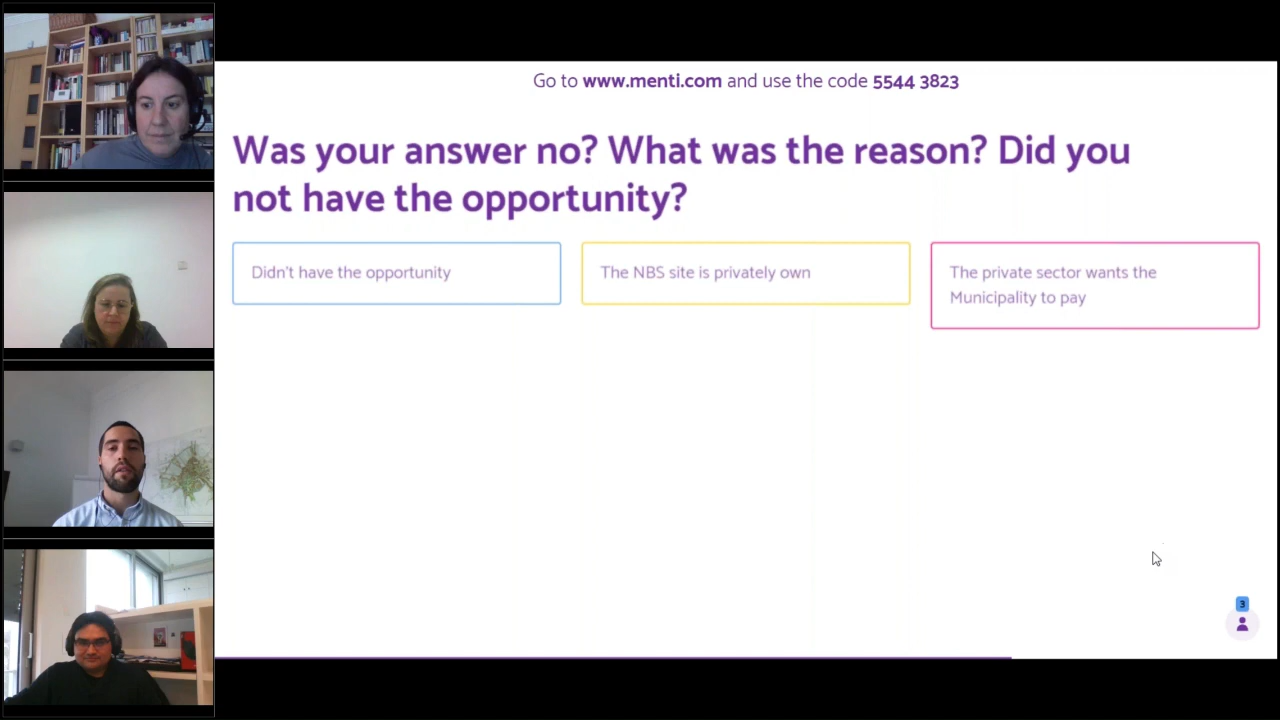 Go to www.menti.com and use the code 5544 3823
Was your answer no? What was the reason? Did you
not have the opportunity?
Didn't have the opportunity
The NBS site is privately own
The private sector wants the
Municipality to pay
3